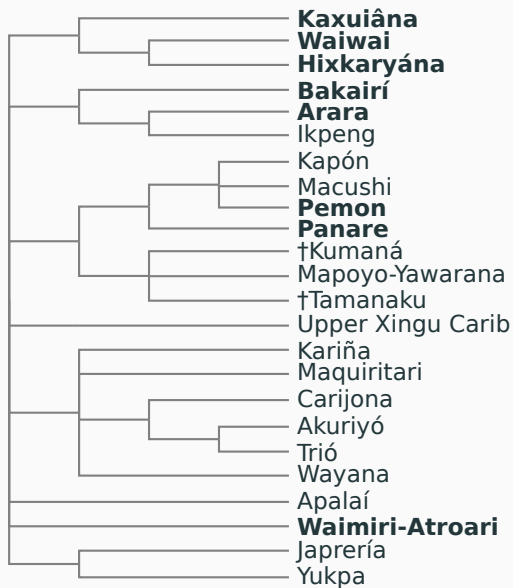 Kaxuiâna
Waiwai
Hixkaryána
Bakairí
Arara
Ikpeng
Kapón
Macushi
Pemon
Panare
†Kumaná
Mapoyo-Yawarana
†Tamanaku
Upper Xingu Carib
Kariña
Maquiritari
Carijona
Akuriyó
Trió
Wayana
Apalaí
Waimiri-Atroari
Japrería
Yukpa